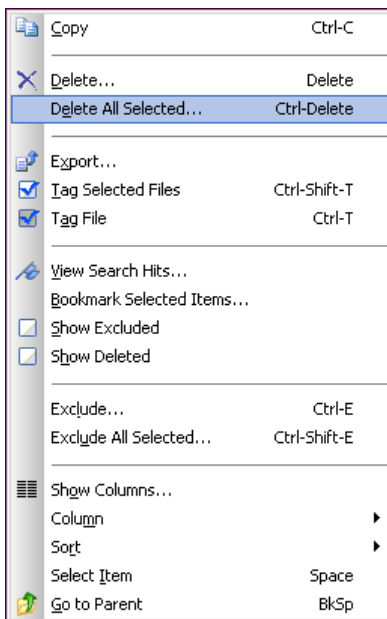 Copy Ctrl-C
Delete... Delete
Delete All Selected... Ctrl-Delete
Export...
Tag Selected Files Ctrl-Shift-T
Tag File Ctrl-T
View Search Hits...
Bookmark Selected Items...
Show Excluded
Show Deleted
Exclude... Ctrl-E
Exclude All Selected... Ctrl-Shift-E
Show Columns...
Column
Sort
Select Item Space
Go to Parent BkSp